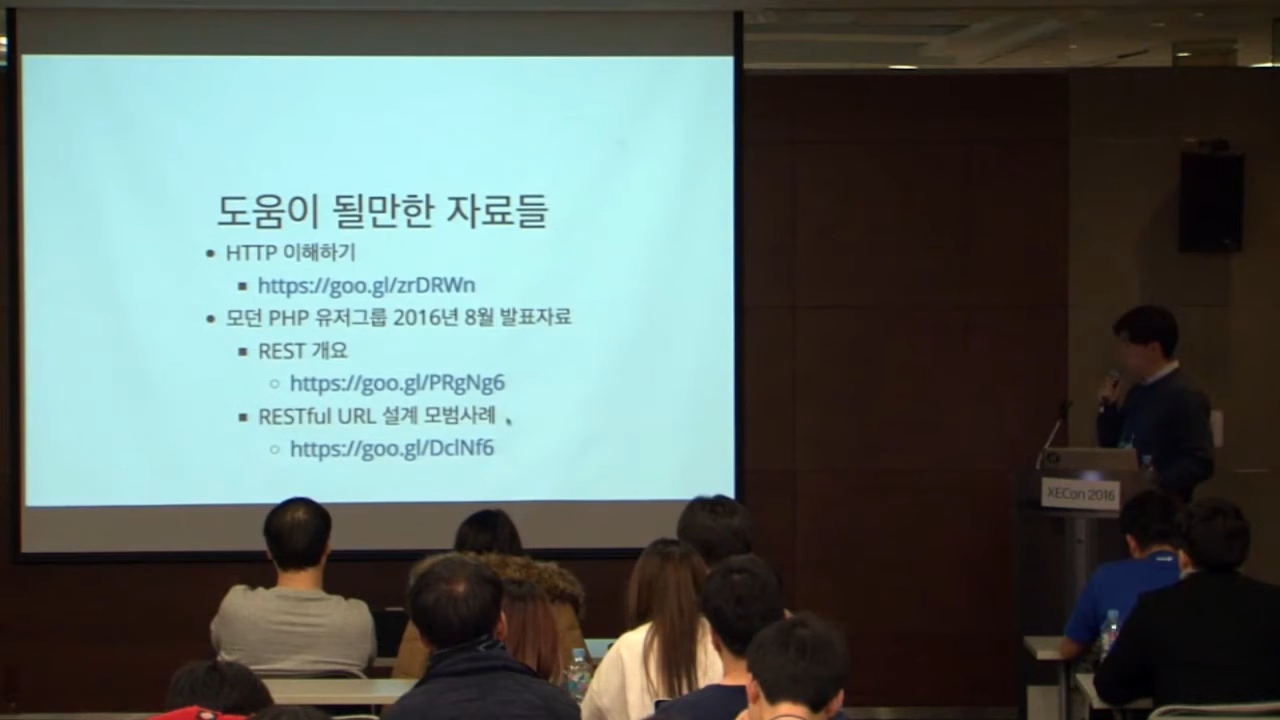 도움이 될만한 자료들
HTTP 이해하기
https://goo.gl/zrDRWn
모던 PHP 유저그룹 2016년 8월 발표자료
REST 개요
https://goo.gl/PRgNg6
RESTful URL 설계 모범사례
https://goo.gl/DclNf6
XECon 2016